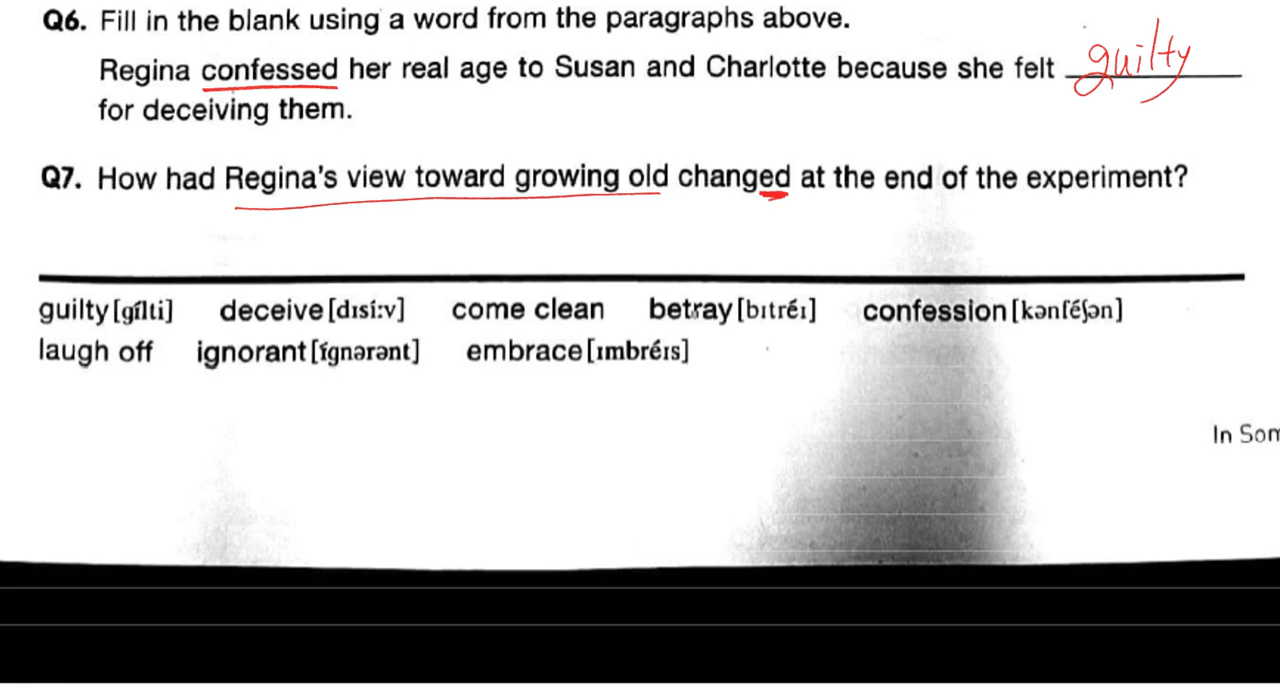 Q6. Fill in the blank using a word from the paragraphs above.
Regina confessed her real age to Susan and Charlotte because she felt guilty
for deceiving them.
Q7. How had Regina's view toward growing old changed at the end of the experiment?
guilty [gílti] deceive [dɪsíːv] come clean betray [bɪtréɪ] confession [kənféʃən]
laugh off ignorant [ígnərənt] embrace [ɪmbréɪs]
In Som